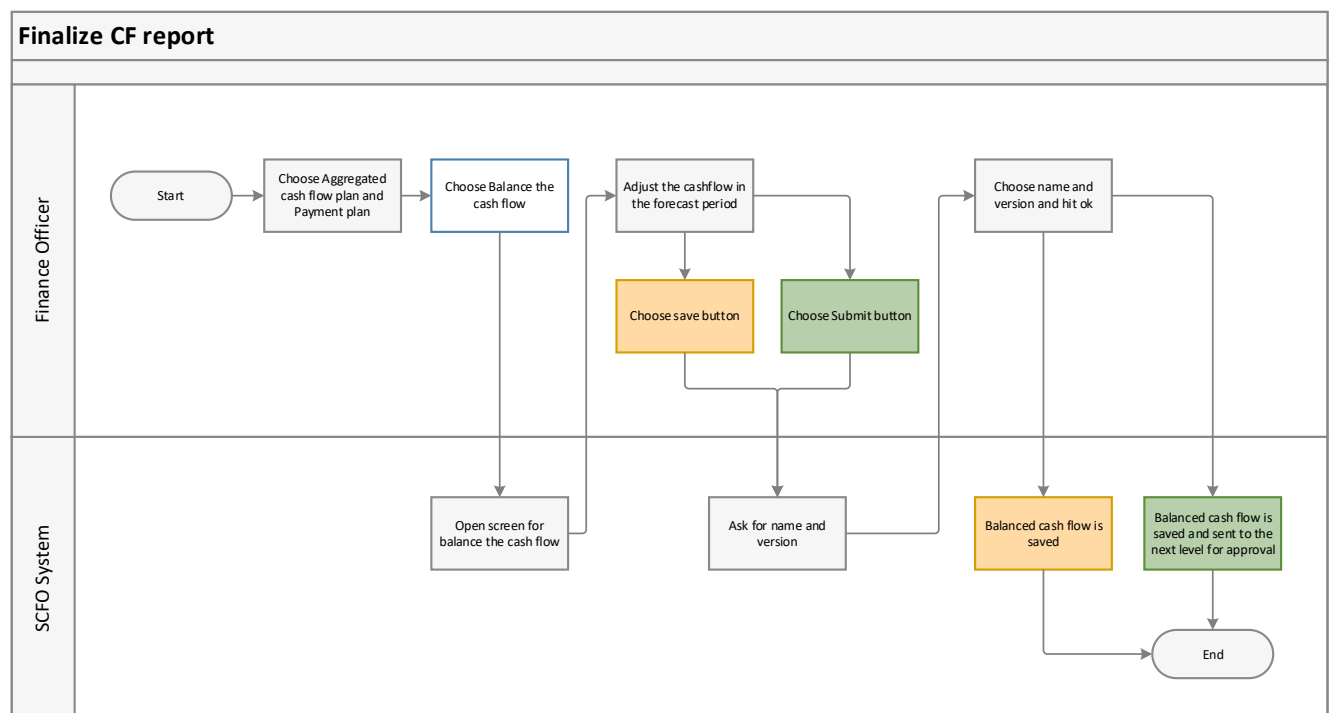 Finalize CF report
Finance Officer
Start
Choose Aggregated
cash flow plan and
Payment plan
Choose Balance the
cash flow
Adjust the cashflow in
the forecast period
Choose name and
version and hit ok
Choose save button
Choose Submit button
SCFO System
Open screen for
balance the cash flow
Ask for name and
version
Balanced cash flow is
saved
Balanced cash flow is
saved and sent to the
next level for approval
End